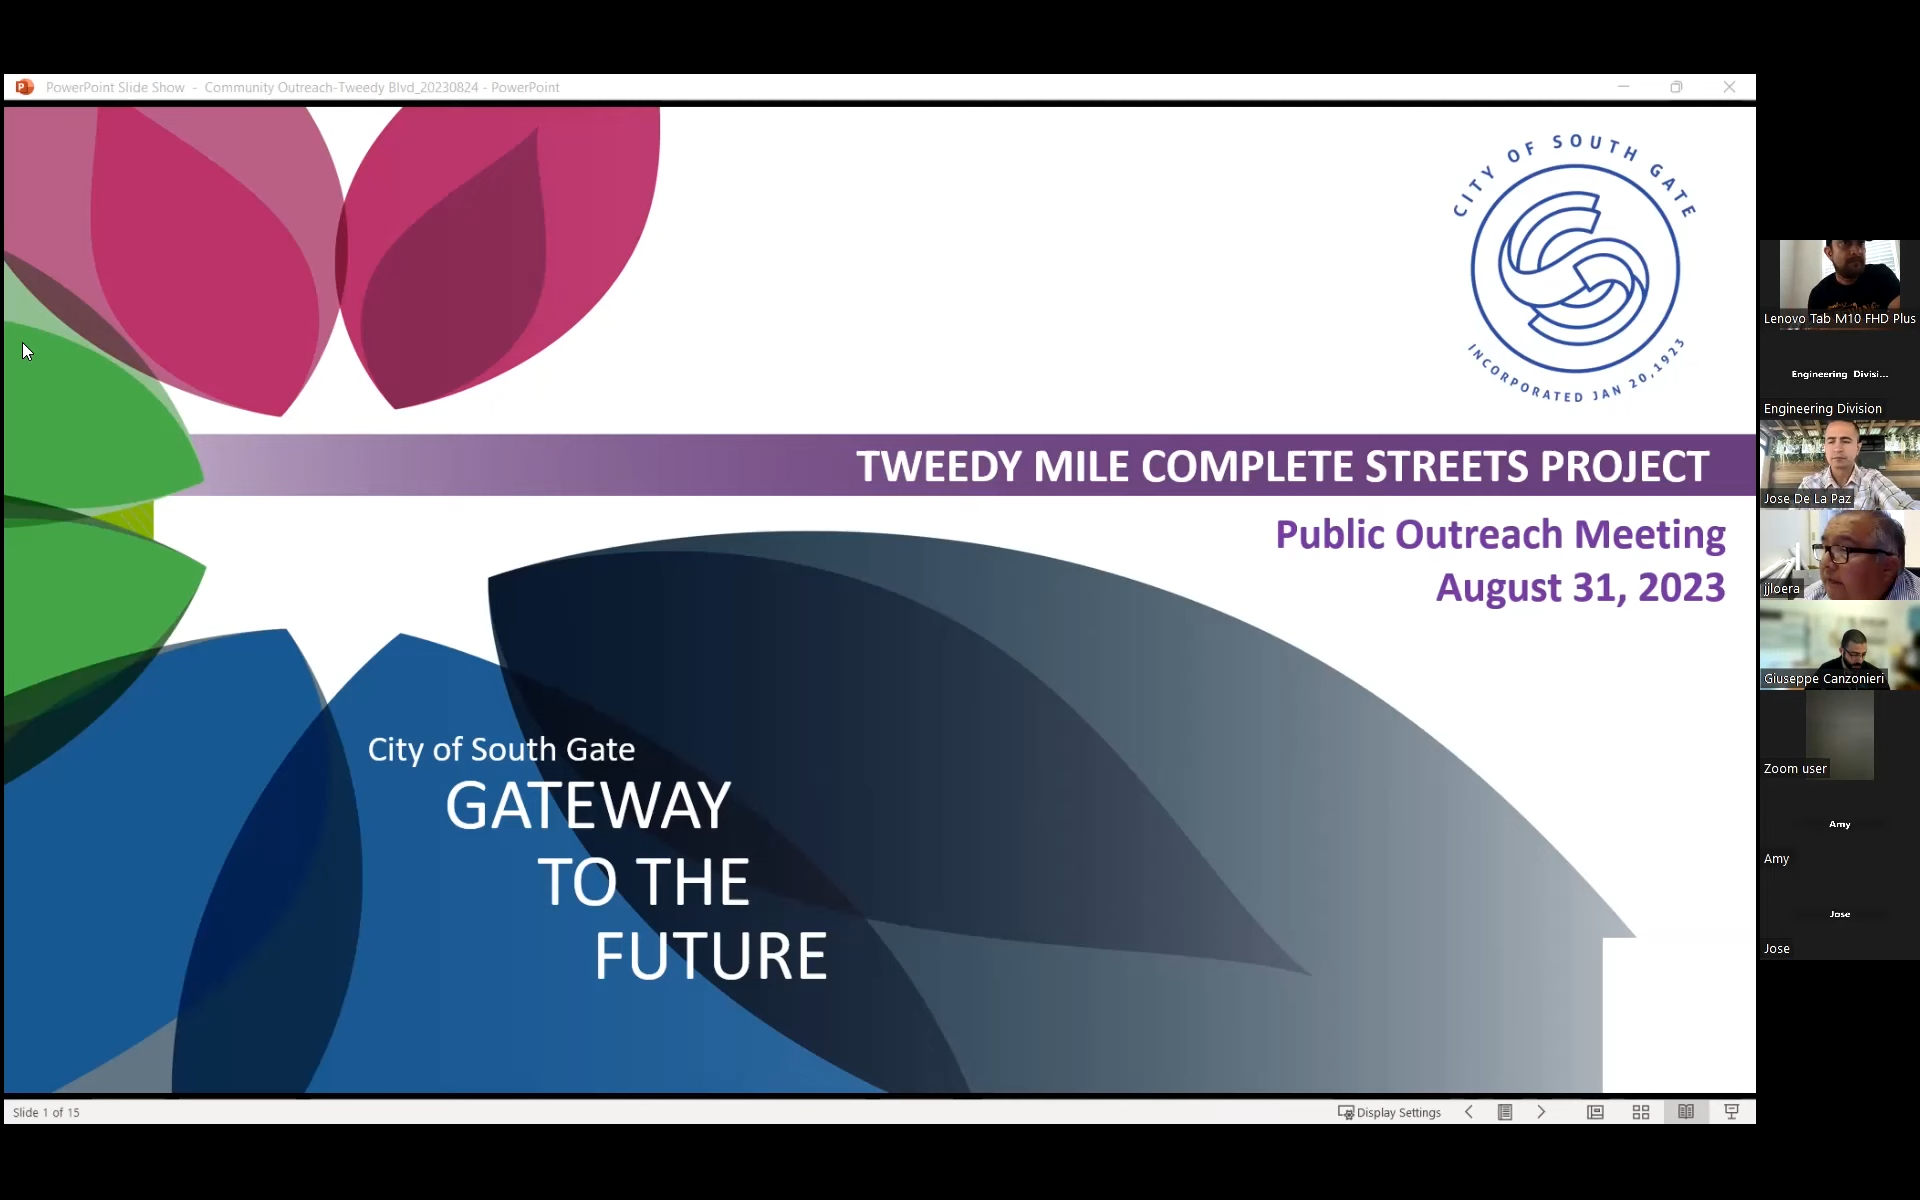 PowerPoint Slide Show - Community Outreach-Tweedy Blvd_20230824 - PowerPoint
CITY OF SOUTH GATE
INCORPORATED JAN 20, 1923
TWEEDY MILE COMPLETE STREETS PROJECT
Public Outreach Meeting
August 31, 2023
City of South Gate
GATEWAY
TO THE
FUTURE
Slide 1 of 15
Display Settings
Lenovo Tab M10 FHD Plus
Engineering Divisi...
Engineering Division
Jose De La Paz
jjloera
Giuseppe Canzonieri
Zoom user
Amy
Amy
Jose
Jose